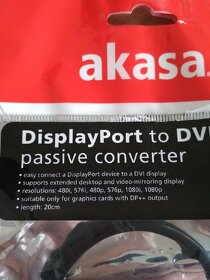 akasa
DisplayPort to DVI
passive converter
• easy connect a DisplayPort device to a DVI display
• supports extended desktop and video-mirroring display
• resolutions: 480i, 576i, 480p, 576p, 1080i, 1080p
• suitable only for graphics cards with DP++ output
• length: 20cm